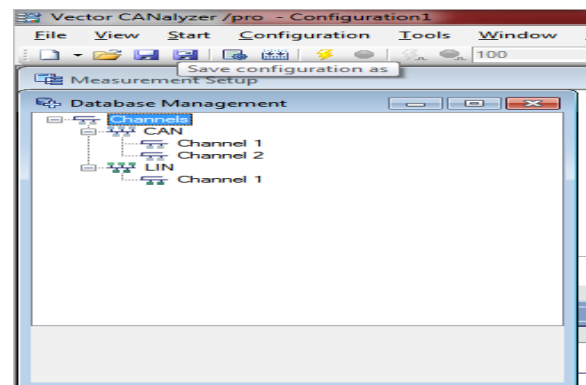 Vector CANalyzer /pro - Configuration1
File View Start Configuration Tools Window
100
Save configuration as
Measurement Setup
Database Management
Channels
CAN
Channel 1
Channel 2
LIN
Channel 1